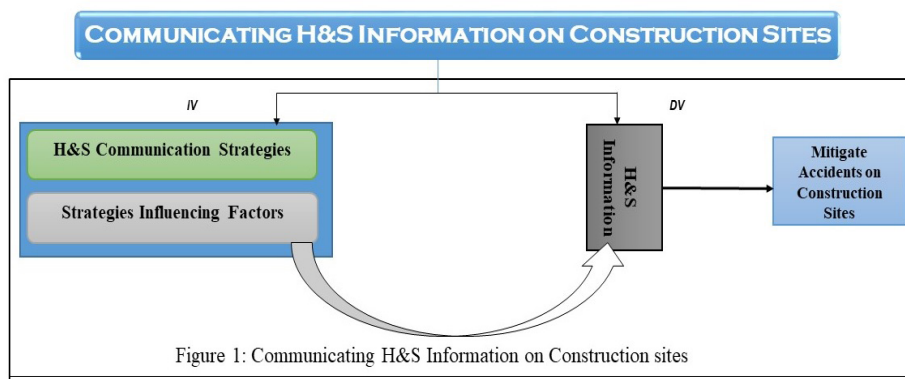 COMMUNICATING H&S INFORMATION ON CONSTRUCTION SITES
IV
DV
H&S Communication Strategies
Strategies Influencing Factors
H&S
Information
Mitigate
Accidents on
Construction
Sites
Figure 1: Communicating H&S Information on Construction sites